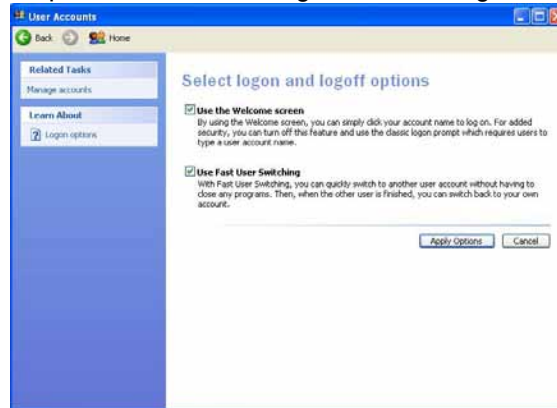 User Accounts
Back Home
Related Tasks
Manage accounts
Learn About
Logon options
Select logon and logoff options
Use the Welcome screen
By using the Welcome screen, you can simply click your account name to log on. For added
security, you can turn off this feature and use the classic logon prompt which requires users to
type a user account name.
Use Fast User Switching
With Fast User Switching, you can quickly switch to another user account without having to
close any programs. Then, when the other user is finished, you can switch back to your own
account.
Apply Options Cancel